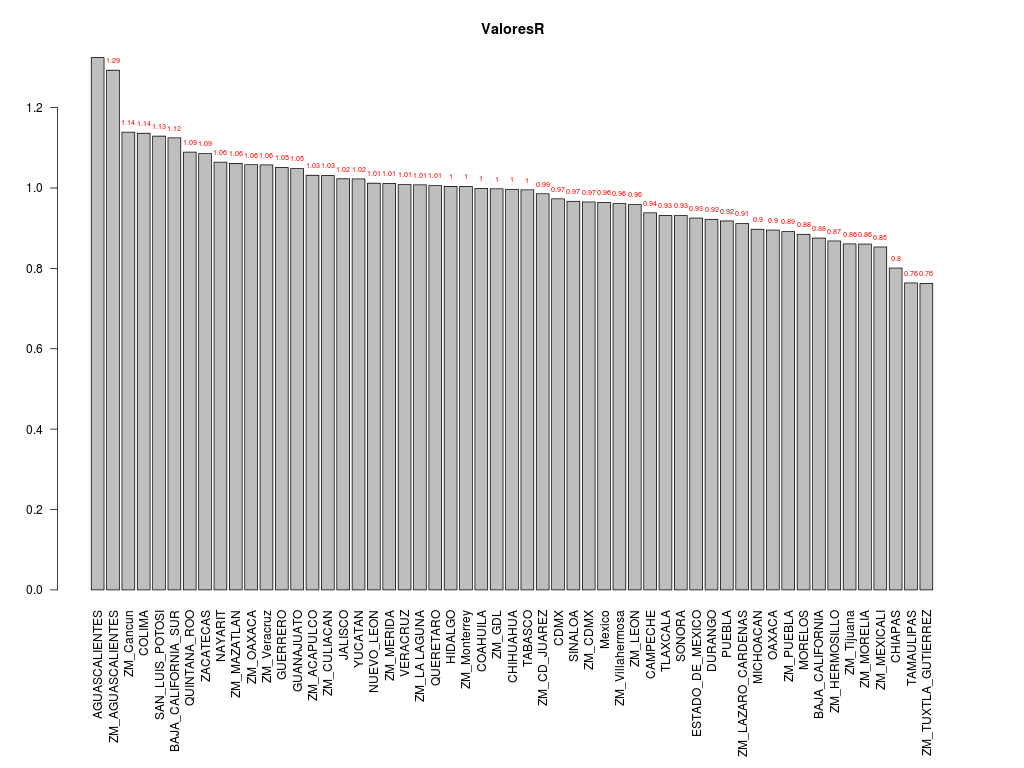 ValoresR
1.2
1.0
0.8
0.6
0.4
0.2
0.0
1.29
1.14
1.14
1.13
1.12
1.09
1.09
1.06
1.06
1.06
1.06
1.05
1.05
1.03
1.03
1.02
1.02
1.01
1.01
1.01
1.01
1.01
1
1
1
1
1
1
0.99
0.97
0.97
0.97
0.96
0.96
0.96
0.94
0.93
0.93
0.93
0.92
0.92
0.91
0.9
0.9
0.89
0.88
0.88
0.87
0.86
0.86
0.85
0.8
0.76
0.76
AGUASCALIENTES
ZM_AGUASCALIENTES
ZM_Cancun
COLIMA
SAN_LUIS_POTOSI
BAJA_CALIFORNIA_SUR
QUINTANA_ROO
ZACATECAS
NAYARIT
ZM_MAZATLAN
ZM_OAXACA
ZM_Veracruz
GUERRERO
GUANAJUATO
ZM_ACAPULCO
ZM_CULIACAN
JALISCO
YUCATAN
NUEVO_LEON
ZM_MERIDA
VERACRUZ
ZM_LA LAGUNA
QUERETARO
HIDALGO
ZM_Monterrey
COAHUILA
ZM_GDL
CHIHUAHUA
TABASCO
ZM_CD_JUAREZ
CDMX
SINALOA
ZM_CDMX
Mexico
ZM_Villahermosa
ZM_LEON
CAMPECHE
TLAXCALA
SONORA
ESTADO_DE_MEXICO
DURANGO
PUEBLA
ZM_LAZARO_CARDENAS
MICHOACAN
OAXACA
ZM_PUEBLA
MORELOS
BAJA_CALIFORNIA
ZM_HERMOSILLO
ZM_Tijuana
ZM_MORELIA
ZM_MEXICALI
CHIAPAS
TAMAULIPAS
ZM_TUXTLA_GUTIERREZ